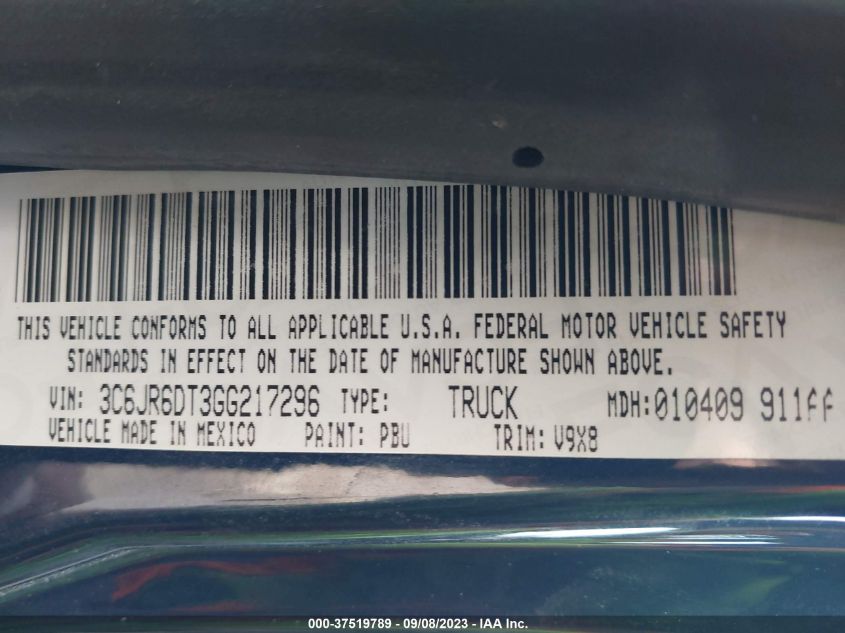 THIS VEHICLE CONFORMS TO ALL APPLICABLE U.S.A. FEDERAL MOTOR VEHICLE SAFETY
STANDARDS IN EFFECT ON THE DATE OF MANUFACTURE SHOWN ABOVE.
VIN: 3C6JR6DT3GG217296 TYPE: TRUCK MDH:010409 911
VEHICLE MADE IN MEXICO PAINT: PBU TRIM: V9X8
000-37519789 - 09/08/2023 - IAA Inc.